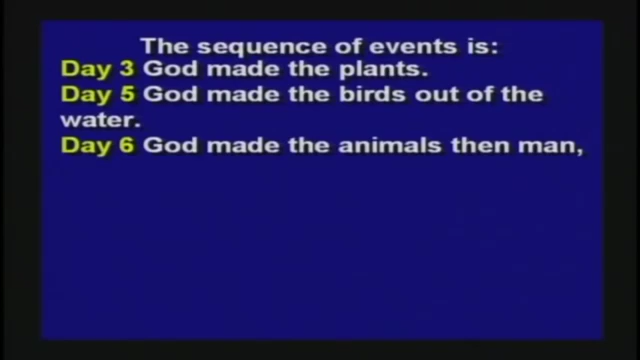 The sequence of events is:
Day 3 God made the plants.
Day 5 God made the birds out of the
water.
Day 6 God made the animals then man,